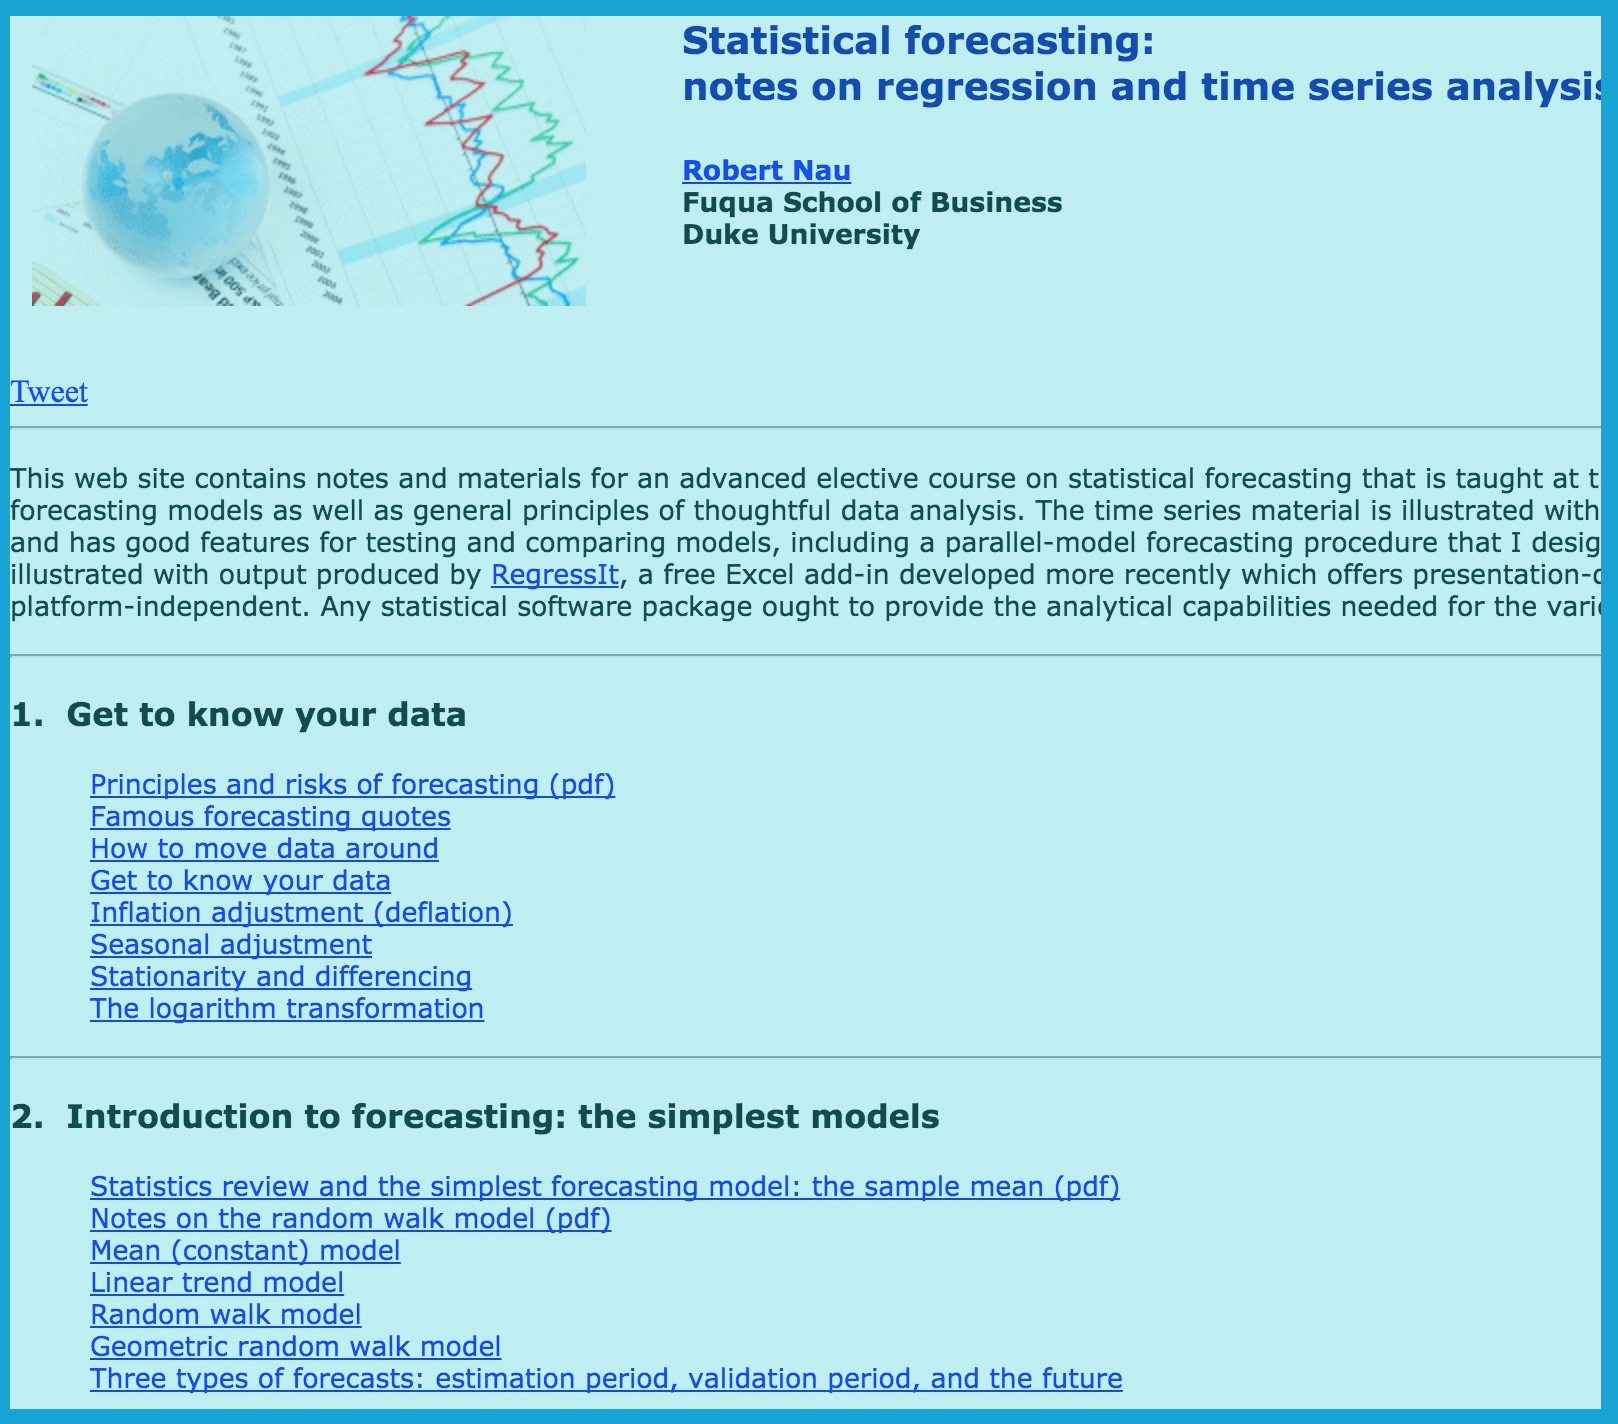 Statistical forecasting:
notes on regression and time series analysis
Robert Nau
Fuqua School of Business
Duke University
Tweet
This web site contains notes and materials for an advanced elective course on statistical forecasting that is taught at
forecasting models as well as general principles of thoughtful data analysis. The time series material is illustrated with
and has good features for testing and comparing models, including a parallel-model forecasting procedure that I
illustrated with output produced by RegressIt, a free Excel add-in developed more recently which offers
platform-independent. Any statistical software package ought to provide the analytical capabilities needed for the
1. Get to know your data
Principles and risks of forecasting (pdf)
Famous forecasting quotes
How to move data around
Get to know your data
Inflation adjustment (deflation)
Seasonal adjustment
Stationarity and differencing
The logarithm transformation
2. Introduction to forecasting: the simplest models
Statistics review and the simplest forecasting model: the sample mean (pdf)
Notes on the random walk model (pdf)
Mean (constant) model
Linear trend model
Random walk model
Geometric random walk model
Three types of forecasts: estimation period, validation period, and the future